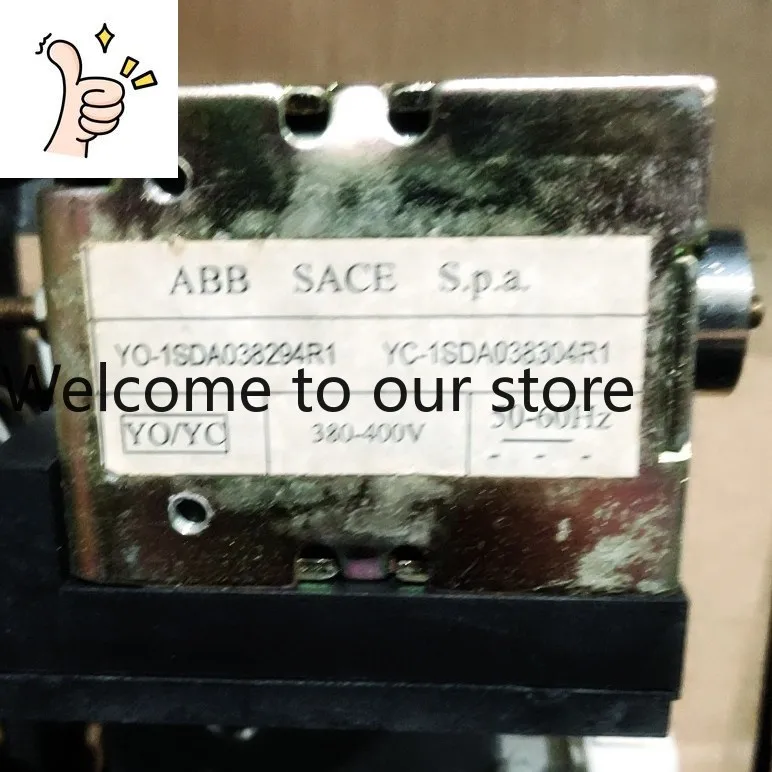 ABB SACE S.p.a.
YO-1SDA038294R1 YC-1SDA038304R1
Welcome to our store
YO/YC 380-400V 50-60Hz
- - -